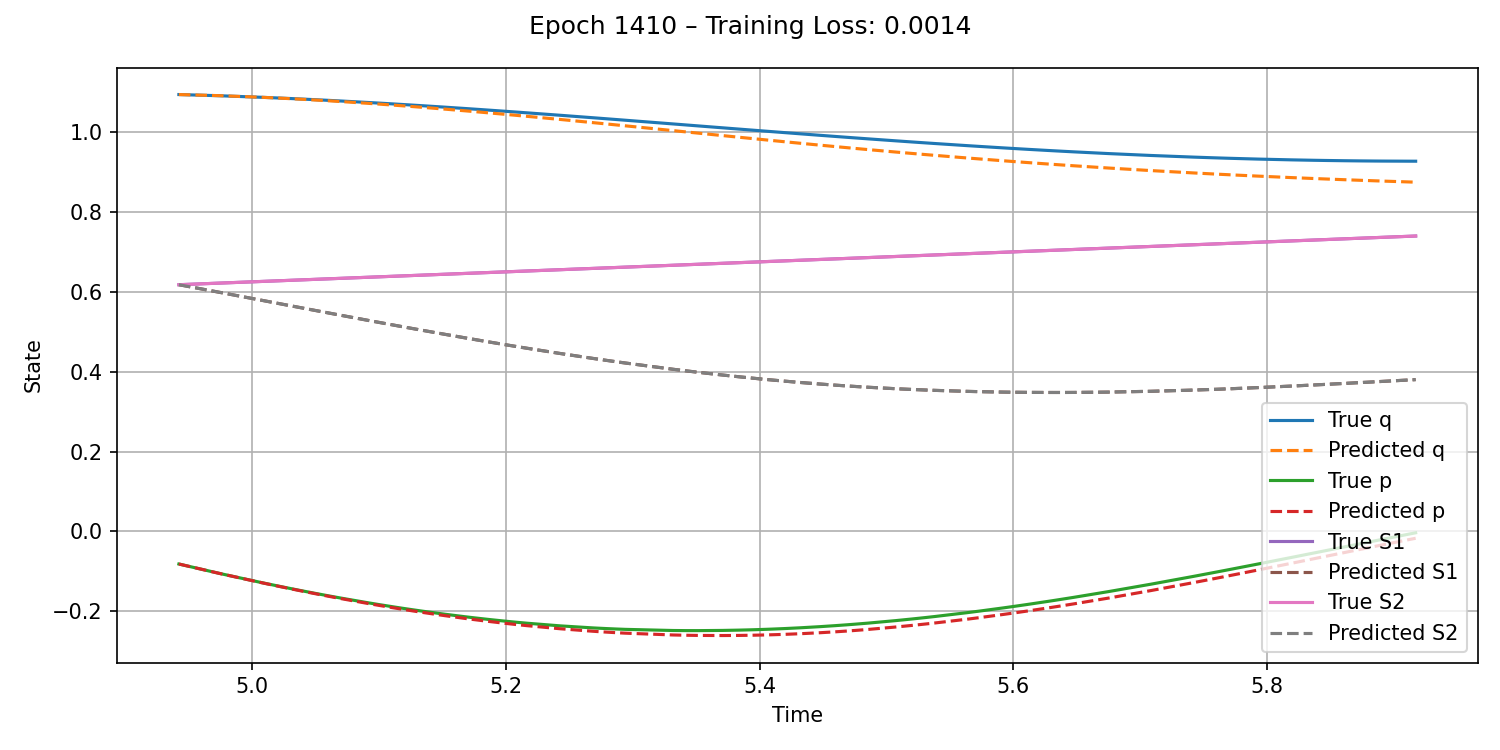 Epoch 1410 – Training Loss: 0.0014
State
1.0
0.8
0.6
0.4
0.2
0.0
−0.2
True q
Predicted q
True p
Predicted p
True S1
Predicted S1
True S2
Predicted S2
5.0 5.2 5.4 5.6 5.8
Time